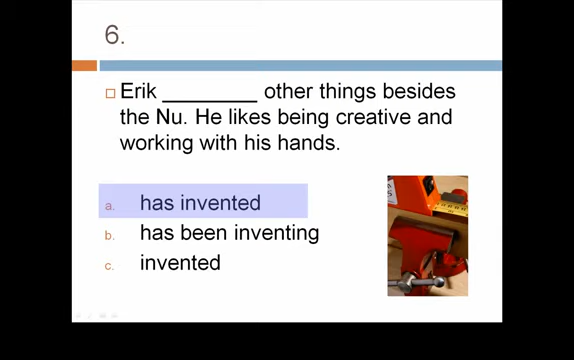 6.
Erik ________ other things besides
the Nu. He likes being creative and
working with his hands.
a. has invented
b. has been inventing
c. invented